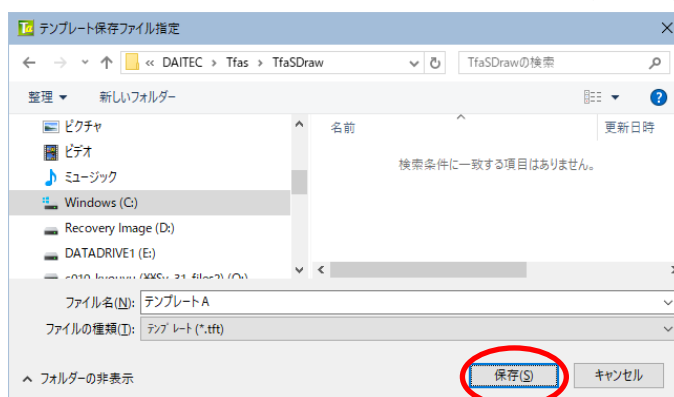 テンプレート保存ファイル指定
« DAITEC › Tfas › TfaSDraw
TfaSDrawの検索
整理
新しいフォルダー
ピクチャ
ビデオ
ミュージック
Windows (C:)
Recovery Image (D:)
DATADRIVE1 (E:)
名前
更新日時
検索条件に一致する項目はありません。
ファイル名(N): テンプレートA
ファイルの種類(T): テンプレート (*.tft)
フォルダーの非表示
保存(S)
キャンセル